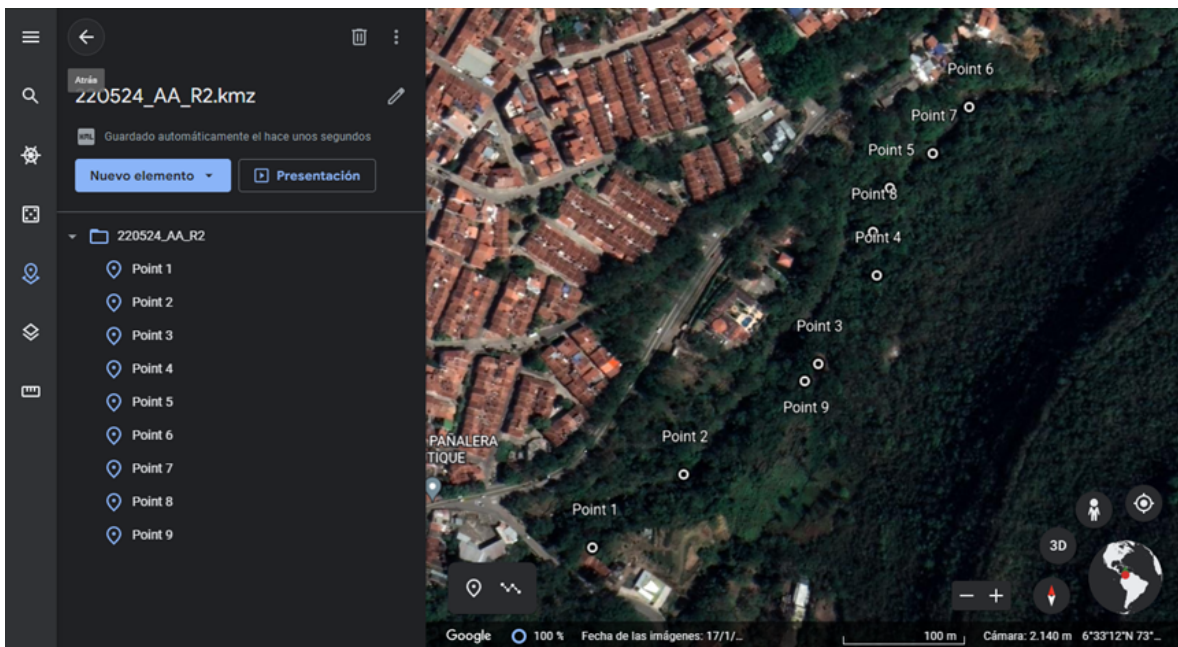 Atrás
220524_AA_R2.kmz
KML Guardado automáticamente el hace unos segundos
Nuevo elemento
Presentación
220524_AA_R2
Point 1
Point 2
Point 3
Point 4
Point 5
Point 6
Point 7
Point 8
Point 9
Point 6
Point 7
Point 5
Point 8
Point 4
Point 3
Point 9
Point 2
PAÑALERA
TIQUE
Point 1
3D
Google 100 % Fecha de las imágenes: 17/1/... 100 m Cámara: 2.140 m 6°33'12"N 73°...